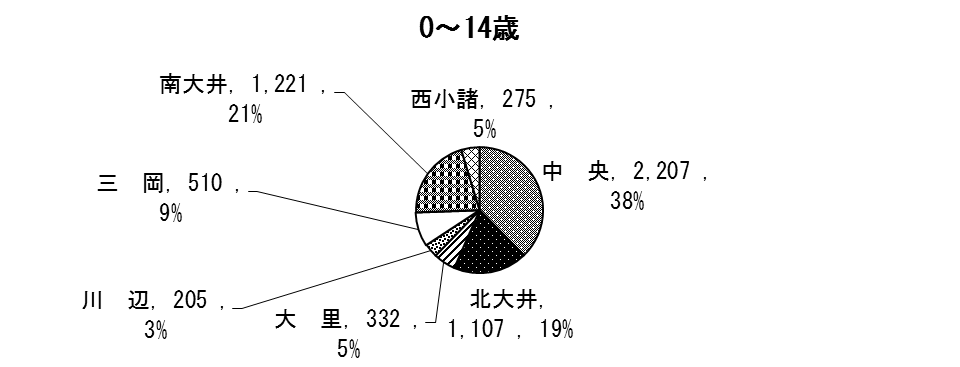 0～14歳
南大井, 1,221 ,
21%
西小諸, 275 ,
5%
中　央, 2,207 ,
38%
三　岡, 510 ,
9%
川　辺, 205 ,
3%
大　里, 332 ,
5%
北大井,
1,107 , 19%